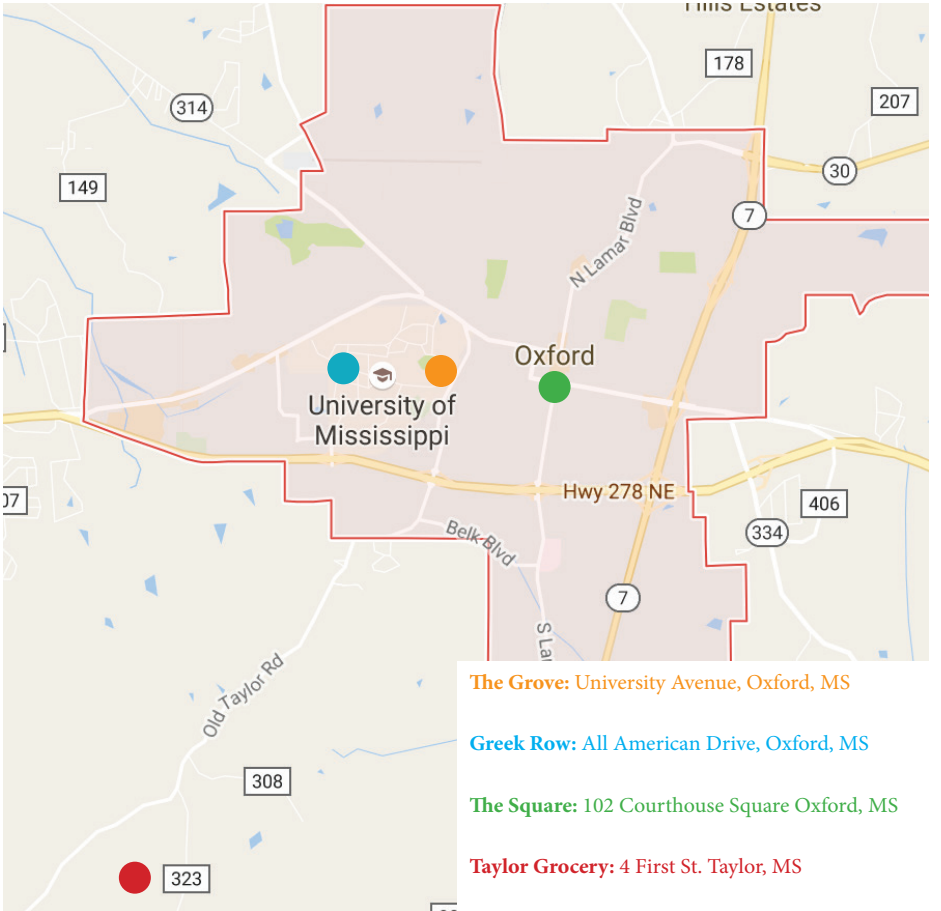 Hills Estates
178
207
314
30
149
7
N Lamar Blvd
Oxford
University of
Mississippi
Hwy 278 NE
07
406
334
Belk Blvd
7
S La
Old Taylor Rd
The Grove: University Avenue, Oxford, MS
Greek Row: All American Drive, Oxford, MS
308
The Square: 102 Courthouse Square Oxford, MS
Taylor Grocery: 4 First St. Taylor, MS
323